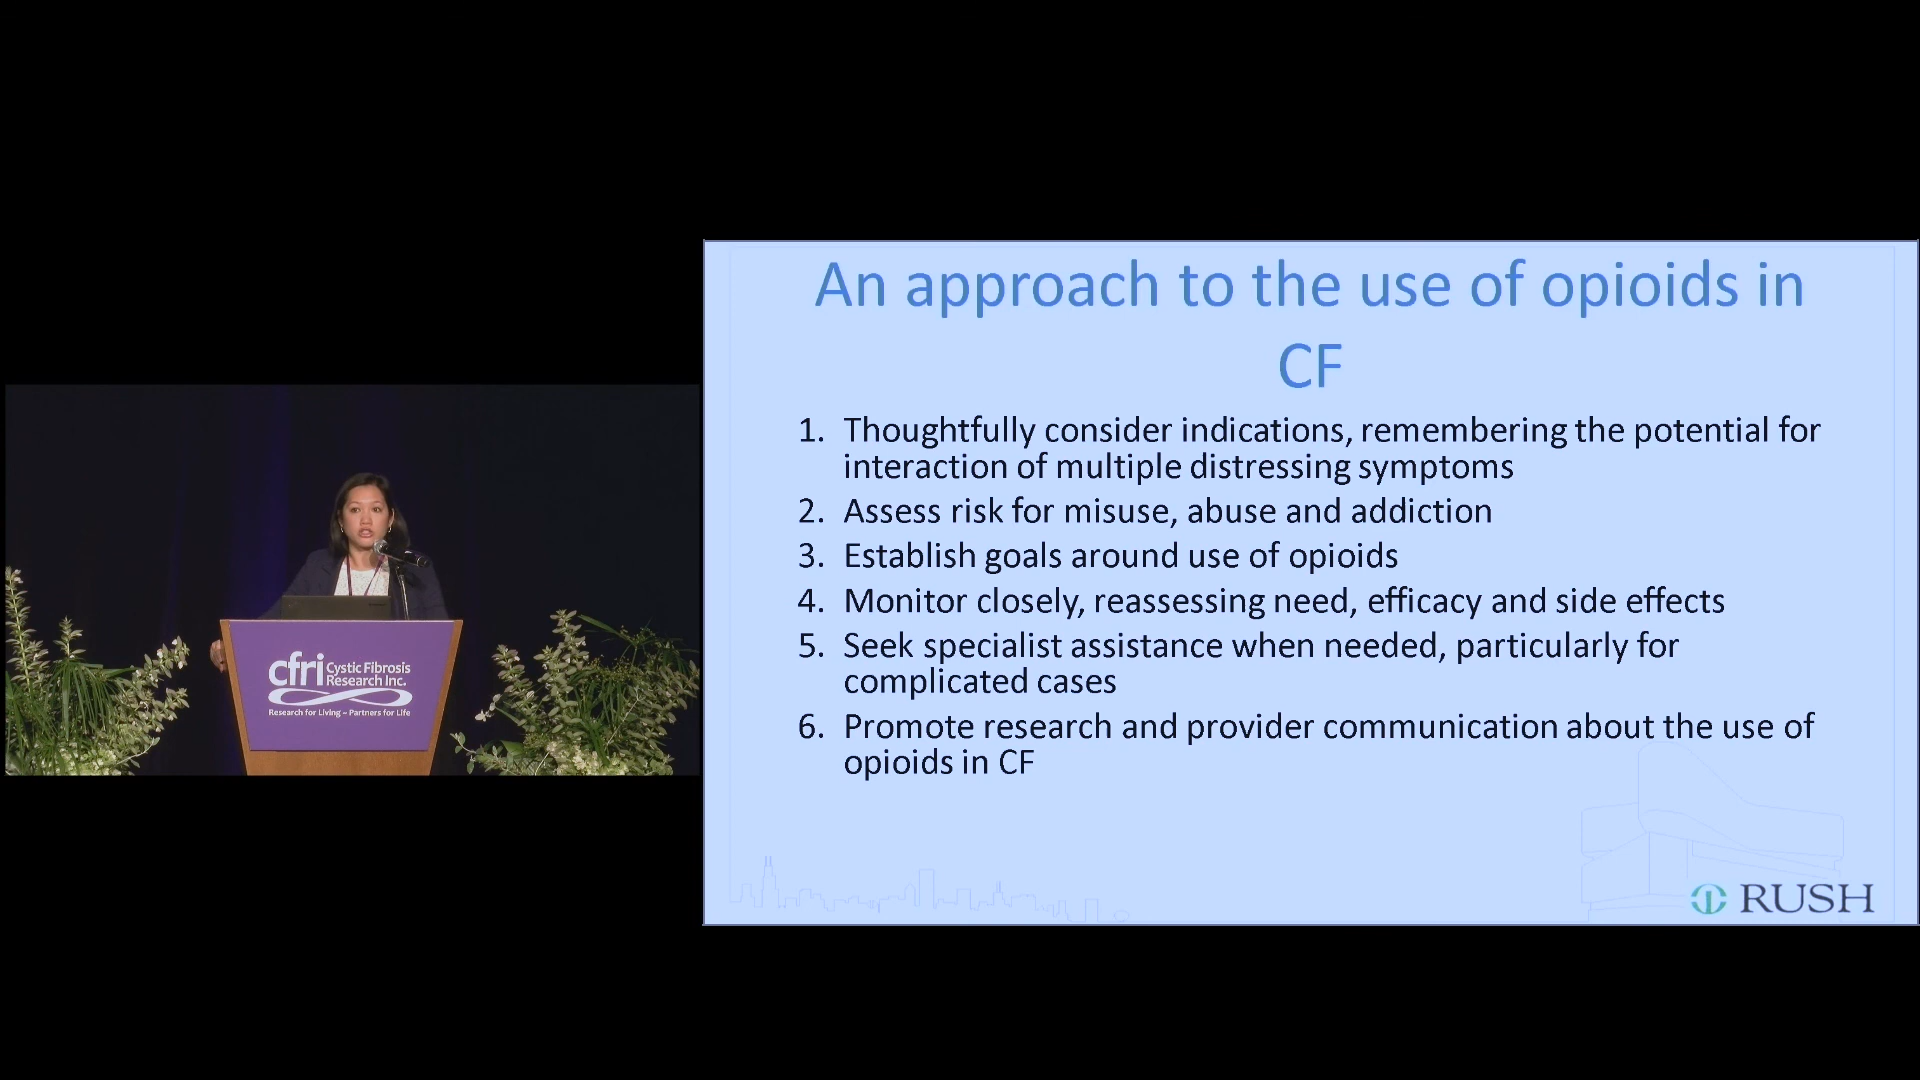 An approach to the use of opioids in
CF
1. Thoughtfully consider indications, remembering the potential for
interaction of multiple distressing symptoms
2. Assess risk for misuse, abuse and addiction
3. Establish goals around use of opioids
4. Monitor closely, reassessing need, efficacy and side effects
5. Seek specialist assistance when needed, particularly for
complicated cases
6. Promote research and provider communication about the use of
opioids in CF
RUSH
cfri Cystic Fibrosis
Research Inc.
Research for Living – Partners for Life